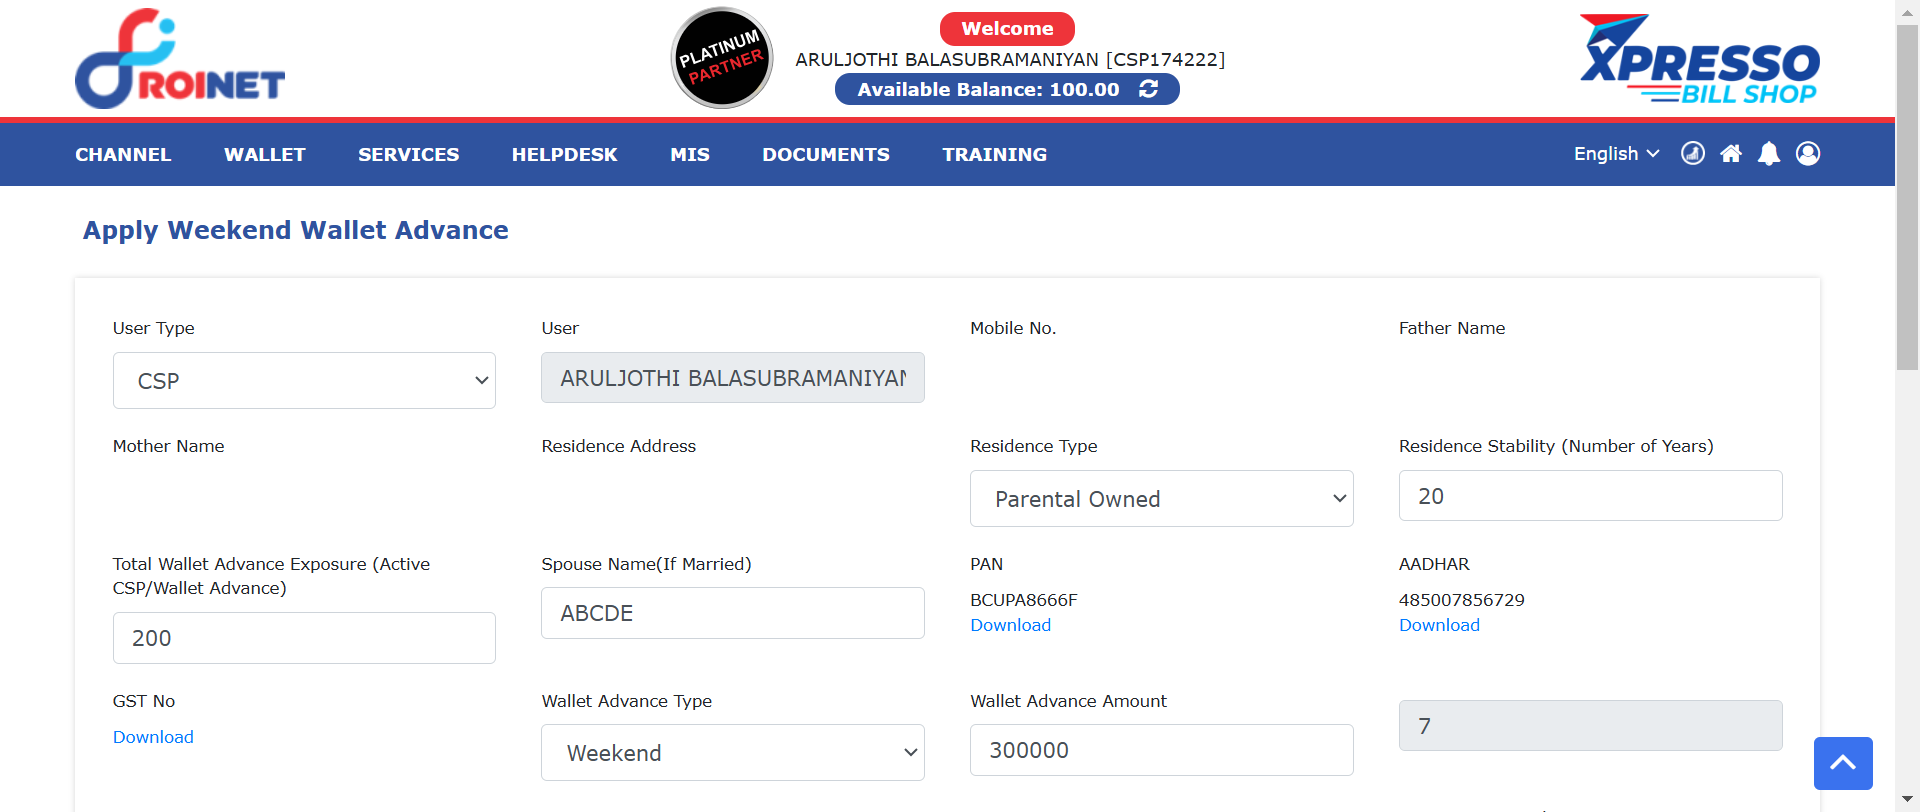 ROINET
PLATINUM
PARTNER
Welcome
ARULJOTHI BALASUBRAMANIYAN [CSP174222]
Available Balance: 100.00
XPRESSO
BILL SHOP
CHANNEL WALLET SERVICES HELPDESK MIS DOCUMENTS TRAINING English
Apply Weekend Wallet Advance
User Type User Mobile No. Father Name
CSP ARULJOTHI BALASUBRAMANIYAN
Mother Name Residence Address Residence Type Residence Stability (Number of Years)
Parental Owned 20
Total Wallet Advance Exposure (Active
CSP/Wallet Advance)
200
Spouse Name(If Married)
ABCDE
PAN
BCUPA8666F
Download
AADHAR
485007856729
Download
GST No
Download
Wallet Advance Type
Weekend
Wallet Advance Amount
300000
7